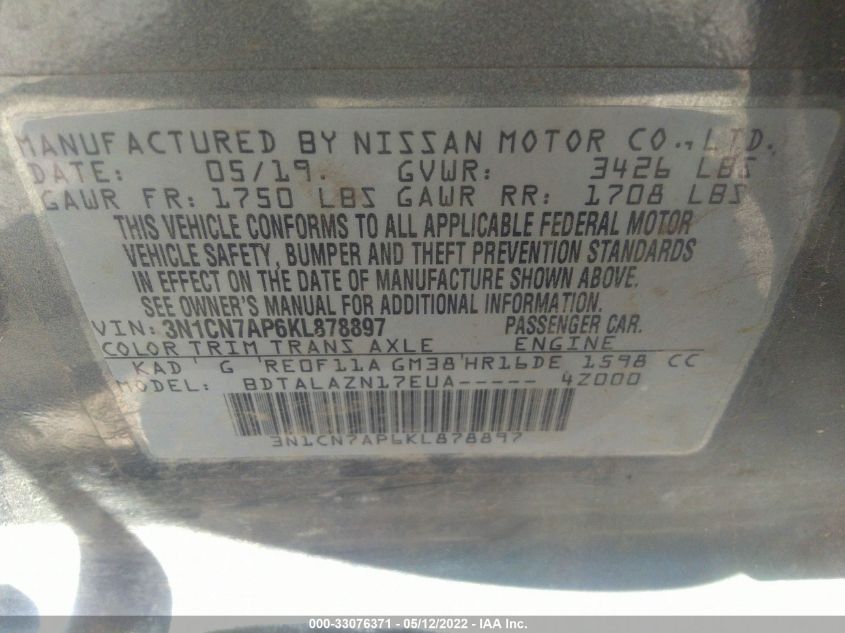 MANUFACTURED BY NISSAN MOTOR CO., LTD.
DATE: 05/19. GVWR: 3426 LBS
GAWR FR: 1750 LBS GAWR RR: 1708 LBS
THIS VEHICLE CONFORMS TO ALL APPLICABLE FEDERAL MOTOR
VEHICLE SAFETY, BUMPER AND THEFT PREVENTION STANDARDS
IN EFFECT ON THE DATE OF MANUFACTURE SHOWN ABOVE.
SEE OWNER'S MANUAL FOR ADDITIONAL INFORMATION.
VIN: 3N1CN7AP6KL878897 PASSENGER CAR.
COLOR TRIM TRANS AXLE ENGINE
KAD G RE0F11A GM38 HR16DE 1598 CC
MODEL: BDTALAZN17EUA----- 4Z000
3N1CN7AP6KL878897
000-33076371 - 05/12/2022 - IAA Inc.